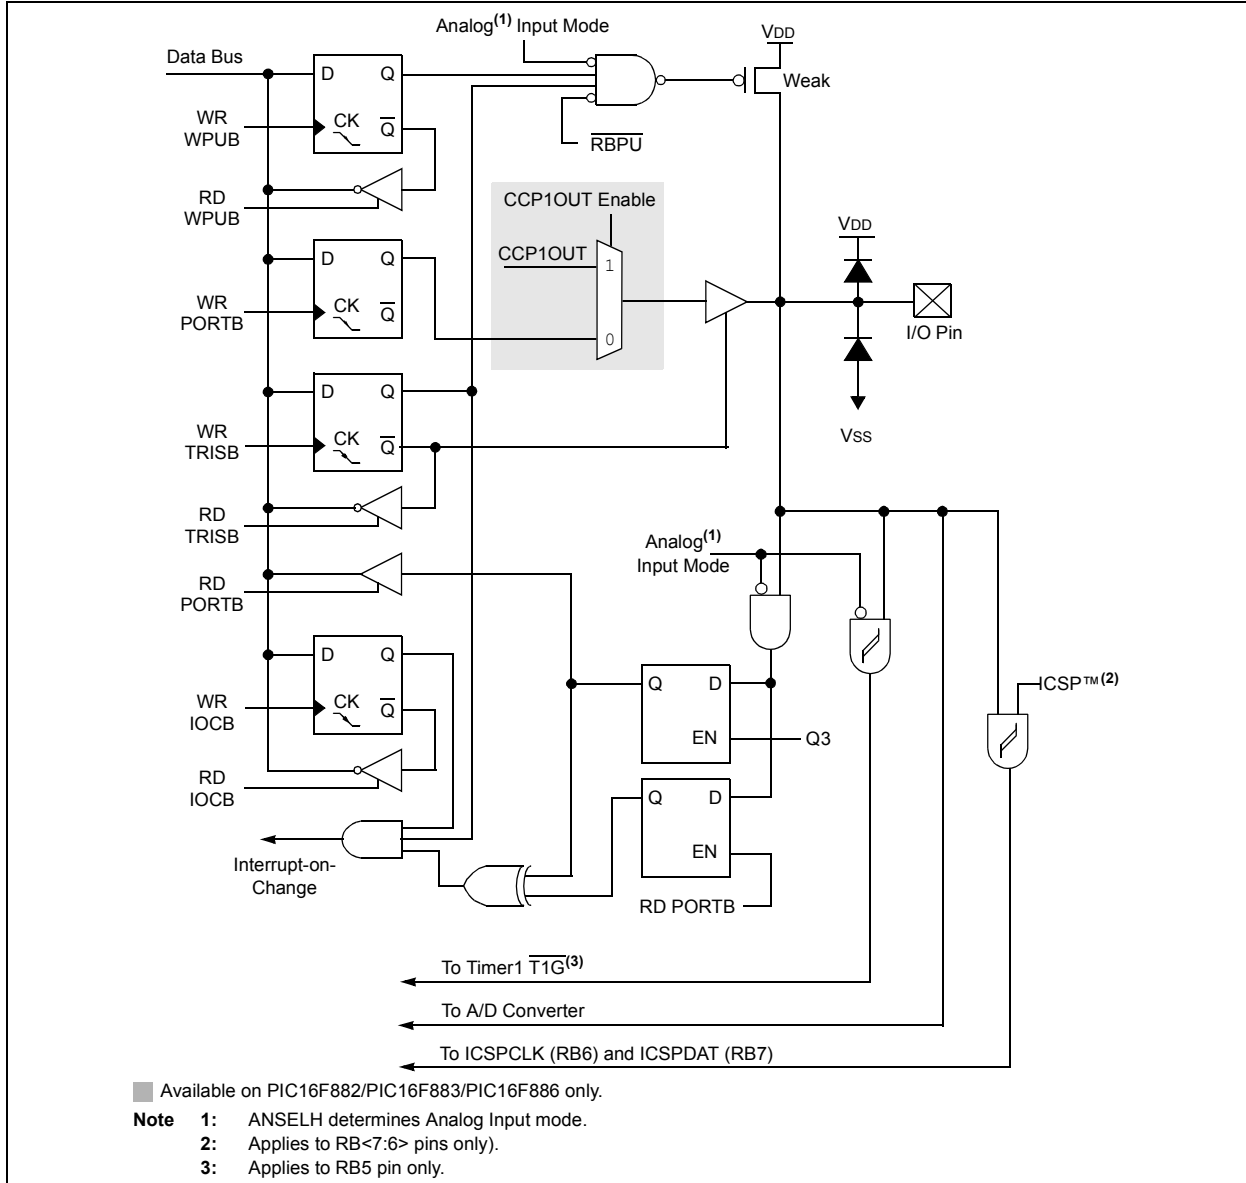 Analog(1) Input Mode
VDD
Data Bus
D Q
Weak
WR
WPUB
CK Q
RBPU
RD
WPUB
CCP1OUT Enable
VDD
D Q
CCP1OUT
1
WR
PORTB
CK Q
0
I/O Pin
D Q
WR
TRISB
CK Q
VSS
RD
TRISB
Analog(1)
Input Mode
RD
PORTB
D Q
Q D
ICSP™(2)
WR
IOCB
CK Q
EN
Q3
RD
IOCB
Q D
EN
Interrupt-on-
Change
RD PORTB
To Timer1 T1G(3)
To A/D Converter
To ICSPCLK (RB6) and ICSPDAT (RB7)
Available on PIC16F882/PIC16F883/PIC16F886 only.
Note 1: ANSELH determines Analog Input mode.
2: Applies to RB<7:6> pins only).
3: Applies to RB5 pin only.